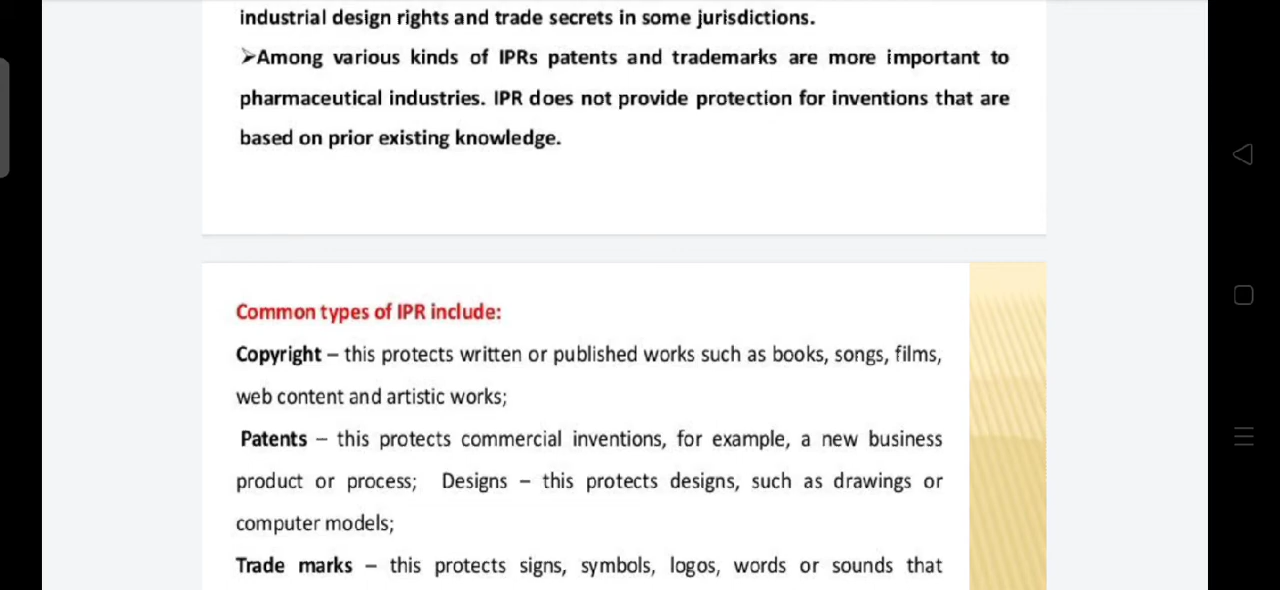 industrial design rights and trade secrets in some jurisdictions.
➢Among various kinds of IPRs patents and trademarks are more important to
pharmaceutical industries. IPR does not provide protection for inventions that are
based on prior existing knowledge.
Common types of IPR include:
Copyright – this protects written or published works such as books, songs, films,
web content and artistic works;
Patents – this protects commercial inventions, for example, a new business
product or process; Designs – this protects designs, such as drawings or
computer models;
Trade marks – this protects signs, symbols, logos, words or sounds that